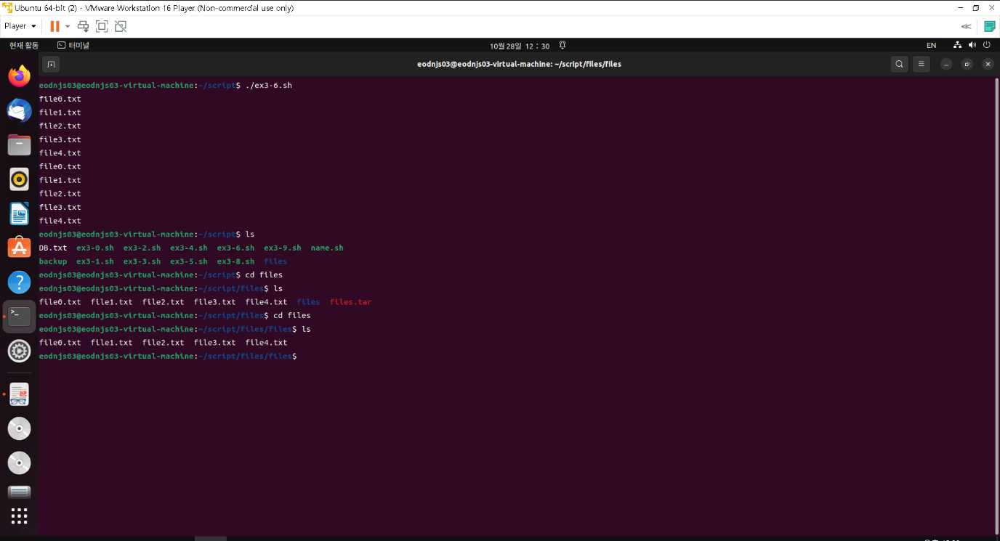 Ubuntu 64-bit (2) - VMware Workstation 16 Player (Non-commercial use only)
Player
현재 활동 터미널 10월 28일 12 : 30 EN
eodnjs03@eodnjs03-virtual-machine: ~/script/files/files
eodnjs03@eodnjs03-virtual-machine:~/script$ ./ex3-6.sh
file0.txt
file1.txt
file2.txt
file3.txt
file4.txt
file0.txt
file1.txt
file2.txt
file3.txt
file4.txt
eodnjs03@eodnjs03-virtual-machine:~/script$ ls
DB.txt ex3-0.sh ex3-2.sh ex3-4.sh ex3-6.sh ex3-9.sh name.sh
backup ex3-1.sh ex3-3.sh ex3-5.sh ex3-8.sh files
eodnjs03@eodnjs03-virtual-machine:~/script$ cd files
eodnjs03@eodnjs03-virtual-machine:~/script/files$ ls
file0.txt file1.txt file2.txt file3.txt file4.txt files files.tar
eodnjs03@eodnjs03-virtual-machine:~/script/files$ cd files
eodnjs03@eodnjs03-virtual-machine:~/script/files/files$ ls
file0.txt file1.txt file2.txt file3.txt file4.txt
eodnjs03@eodnjs03-virtual-machine:~/script/files/files$